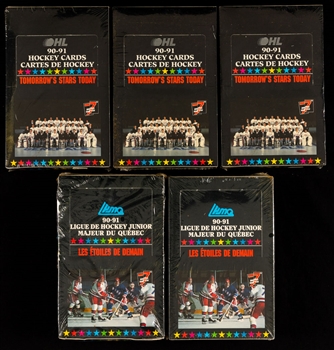 OHL
90-91
HOCKEY CARDS
CARTES DE HOCKEY
TOMORROW'S STARS TODAY
OHL
90-91
HOCKEY CARDS
CARTES DE HOCKEY
TOMORROW'S STARS TODAY
OHL
90-91
HOCKEY CARDS
CARTES DE HOCKEY
TOMORROW'S STARS TODAY
90-91
LIGUE DE HOCKEY JUNIOR
MAJEUR DU QUÉBEC
LES ÉTOILES DE DEMAIN
90-91
LIGUE DE HOCKEY JUNIOR
MAJEUR DU QUÉBEC
LES ÉTOILES DE DEMAIN